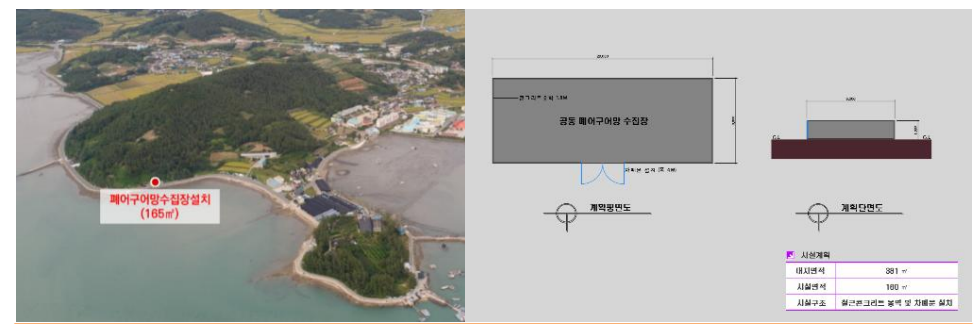 폐어구어망수집장설치
(165㎡)
공동 폐어구어망 수집장
계획평면도
계획단면도
시설계획
대지면적 381 ㎡
시설면적 160 ㎡
시설구조 철근콘크리트 옹벽 및 차폐문 설치